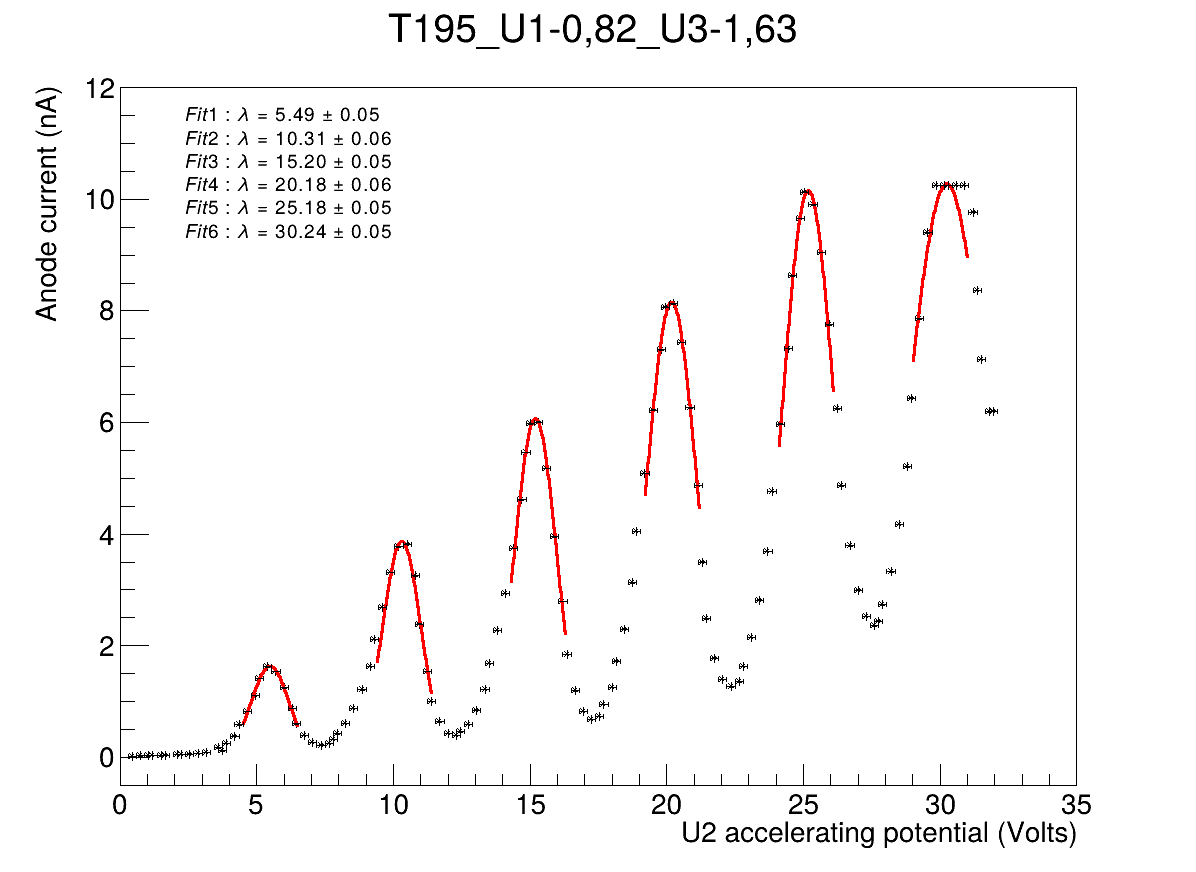 T195_U1-0,82_U3-1,63
Anode current (nA)
12
10
8
6
4
2
0
Fit1 : λ = 5.49 ± 0.05
Fit2 : λ = 10.31 ± 0.06
Fit3 : λ = 15.20 ± 0.05
Fit4 : λ = 20.18 ± 0.06
Fit5 : λ = 25.18 ± 0.05
Fit6 : λ = 30.24 ± 0.05
0 5 10 15 20 25 30 35
U2 accelerating potential (Volts)